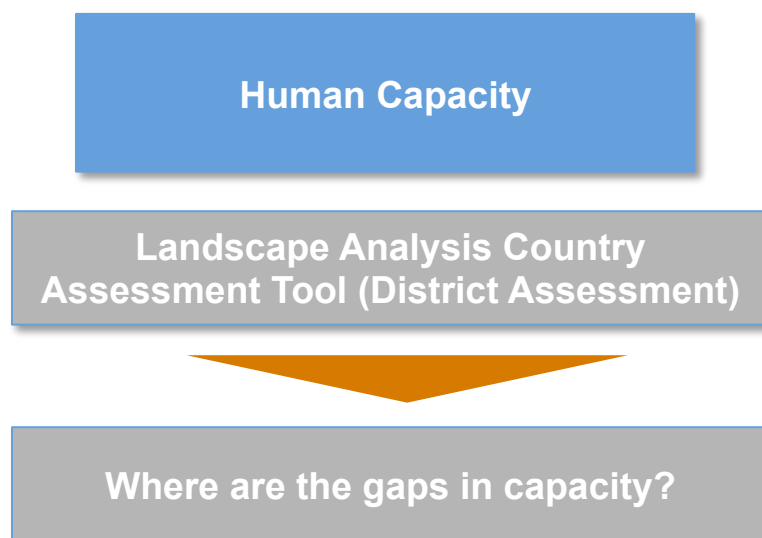 Human Capacity
Landscape Analysis Country
Assessment Tool (District Assessment)
Where are the gaps in capacity?